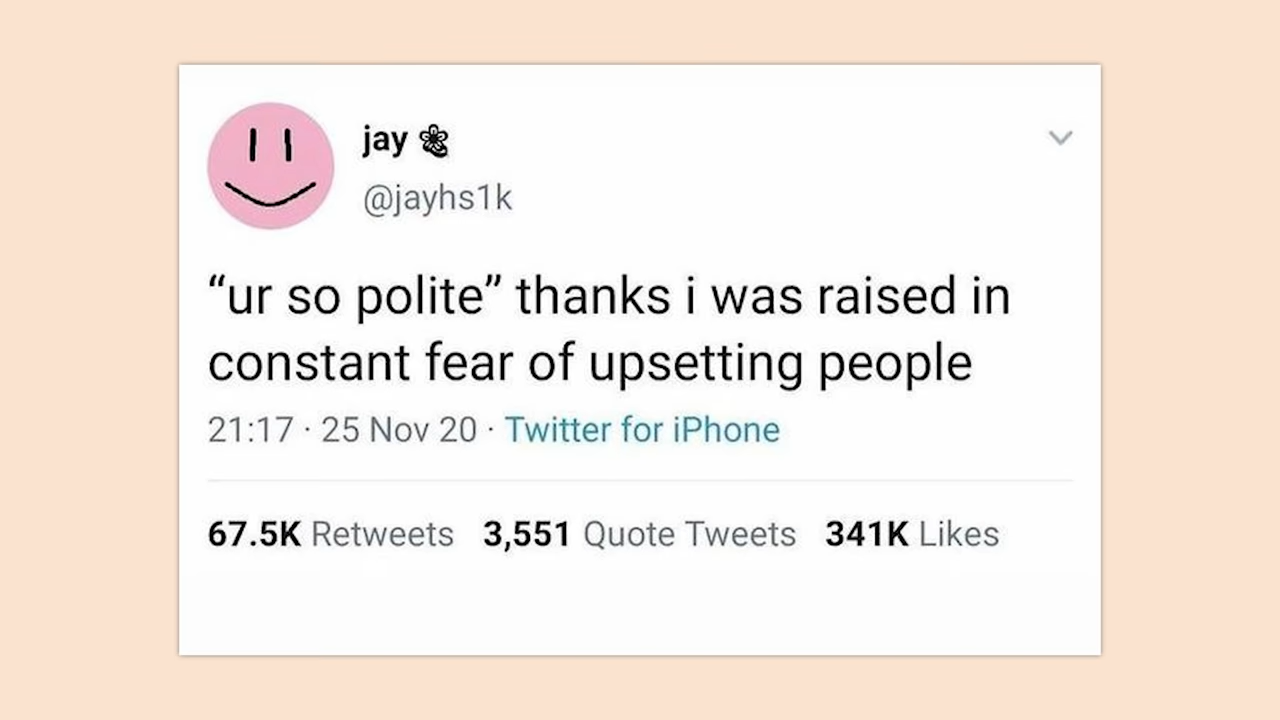 jay
@jayhs1k
“ur so polite” thanks i was raised in
constant fear of upsetting people
21:17 · 25 Nov 20 · Twitter for iPhone
67.5K Retweets 3,551 Quote Tweets 341K Likes